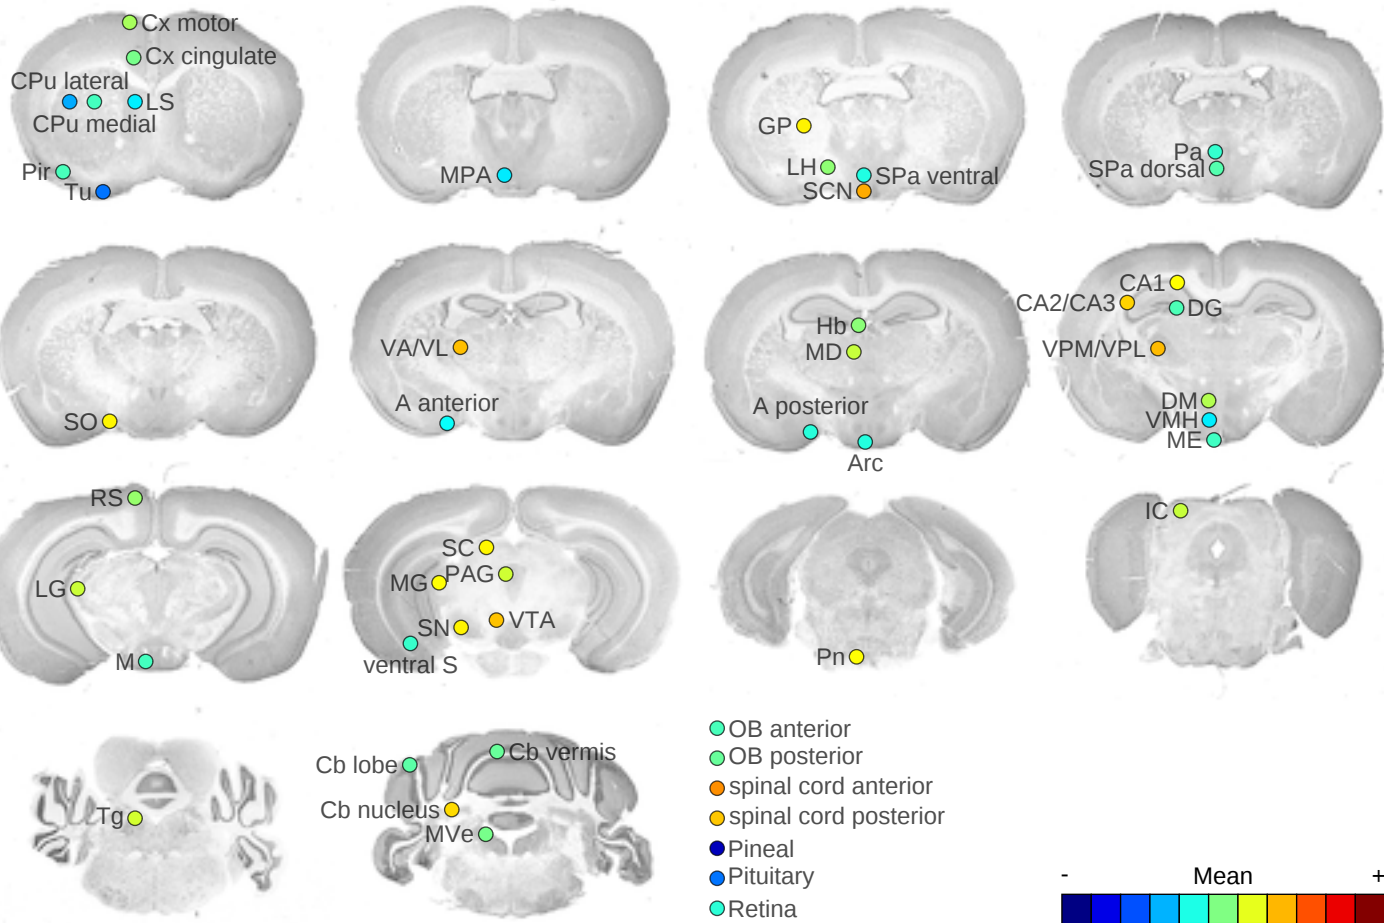 Cx motor
Cx cingulate
CPu lateral
LS
CPu medial
Pir
Tu
MPA
GP
LH
SPa ventral
SCN
Pa
SPa dorsal
SO
VA/VL
A anterior
Hb
MD
A posterior
Arc
CA1
CA2/CA3
DG
VPM/VPL
DM
VMH
ME
RS
LG
M
SC
MG
PAG
SN
VTA
ventral S
Pn
IC
Tg
Cb lobe
Cb vermis
Cb nucleus
MVe
OB anterior
OB posterior
spinal cord anterior
spinal cord posterior
Pineal
Pituitary
Retina
- Mean +